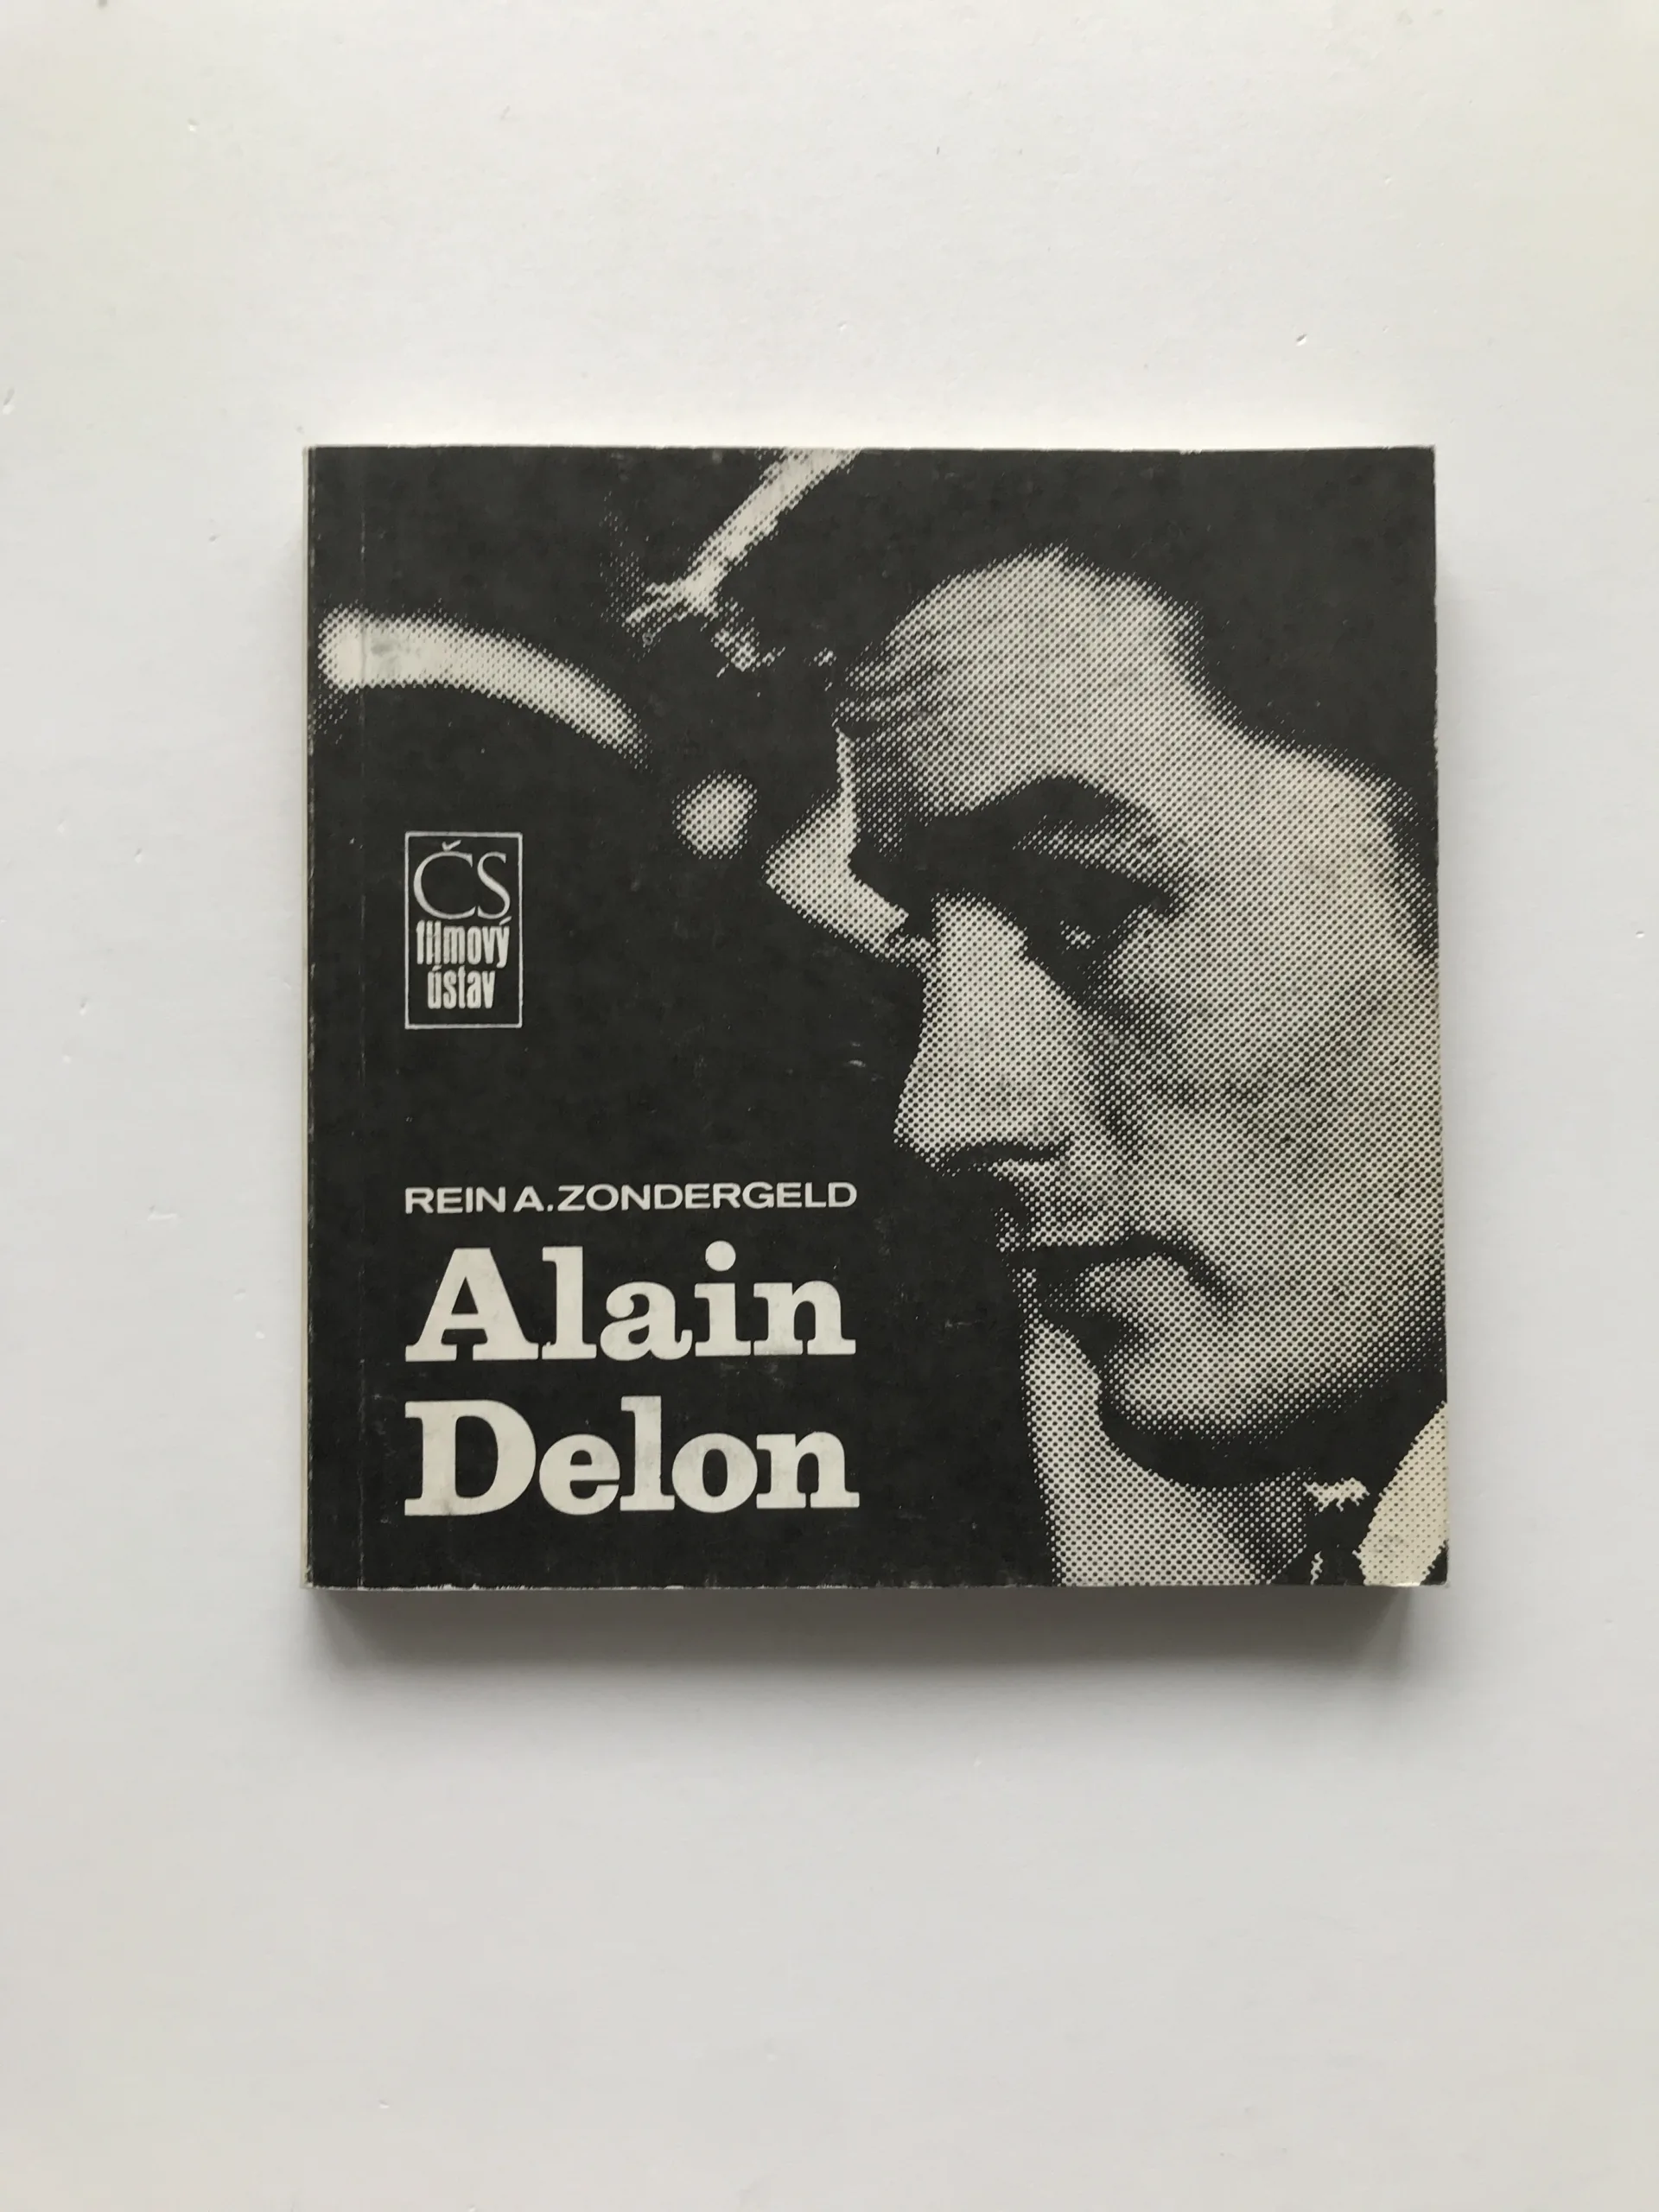 ČS
filmový
ústav
REIN A. ZONDERGELD
Alain
Delon